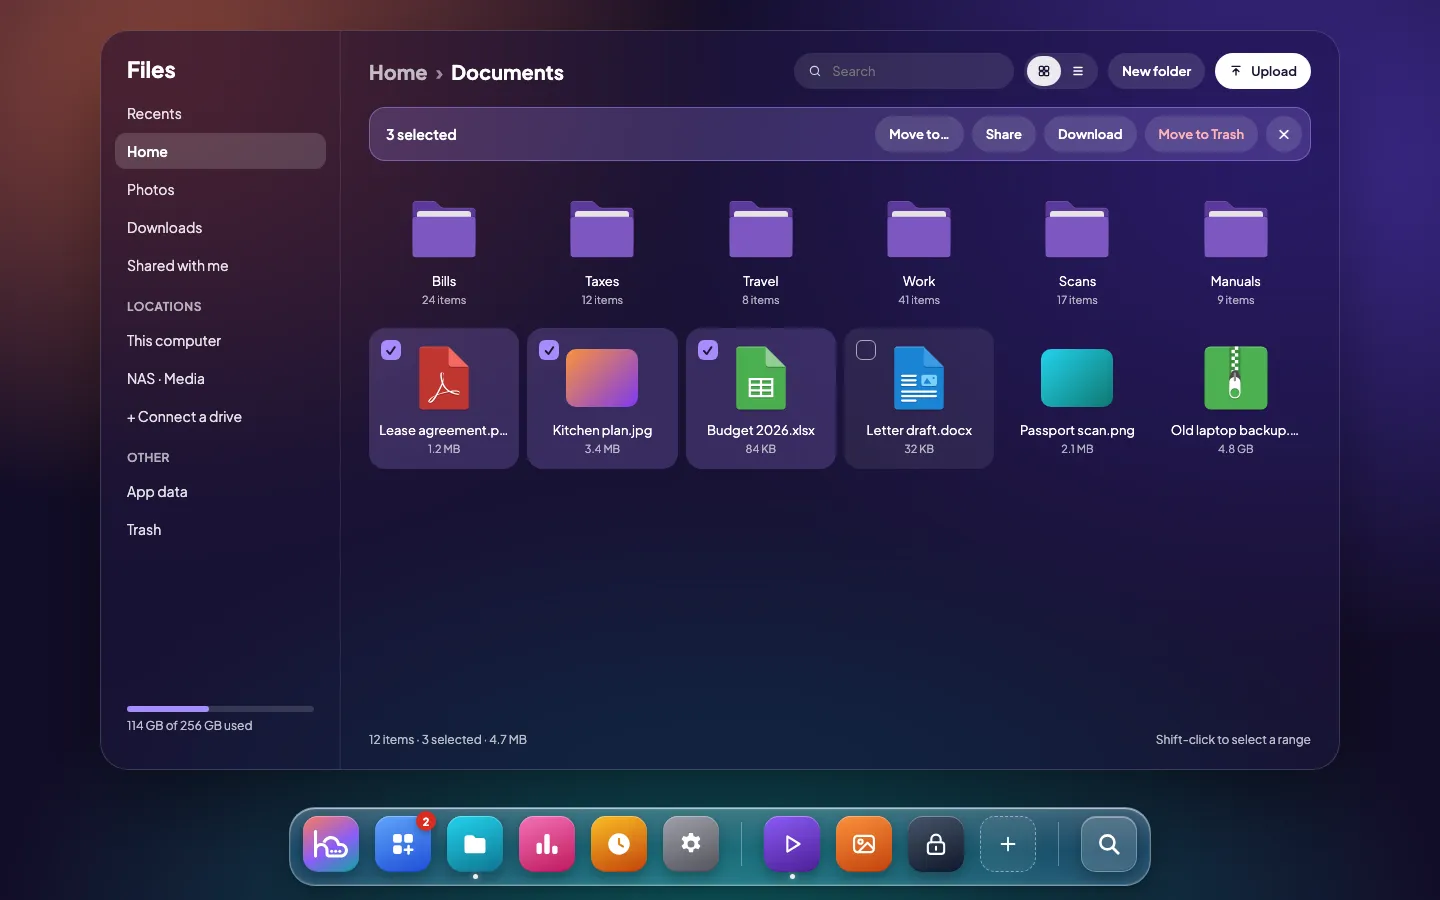 Files
Recents
Home
Photos
Downloads
Shared with me
LOCATIONS
This computer
NAS · Media
+ Connect a drive
OTHER
App data
Trash
114 GB of 256 GB used
Home › Documents
Search
New folder
Upload
3 selected
Move to...
Share
Download
Move to Trash
Bills
24 items
Taxes
12 items
Travel
8 items
Work
41 items
Scans
17 items
Manuals
9 items
Lease agreement.p...
1.2 MB
Kitchen plan.jpg
3.4 MB
Budget 2026.xlsx
84 KB
Letter draft.docx
32 KB
Passport scan.png
2.1 MB
Old laptop backup....
4.8 GB
12 items · 3 selected · 4.7 MB
Shift-click to select a range
2